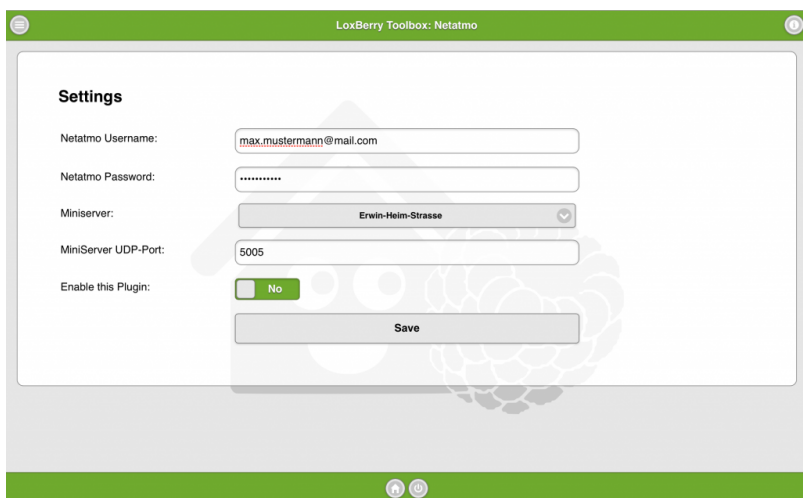 LoxBerry Toolbox: Netatmo
Settings
Netatmo Username: max.mustermann@mail.com
Netatmo Password: •••••••••••
Miniserver: Erwin-Heim-Strasse
MiniServer UDP-Port: 5005
Enable this Plugin: No
Save